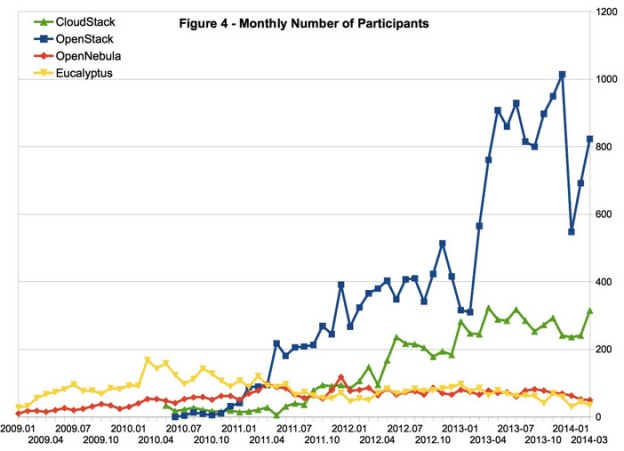 Figure 4 - Monthly Number of Participants
CloudStack
OpenStack
OpenNebula
Eucalyptus
1200
1000
800
600
400
200
0
2009.01 2009.07 2010.01 2010.07 2011.01 2011.07 2012.01 2012.07 2013-01 2013-07 2014-01
2009.04 2009.10 2010.04 2010.10 2011.04 2011.10 2012.04 2012.10 2013-04 2013-10 2014-03